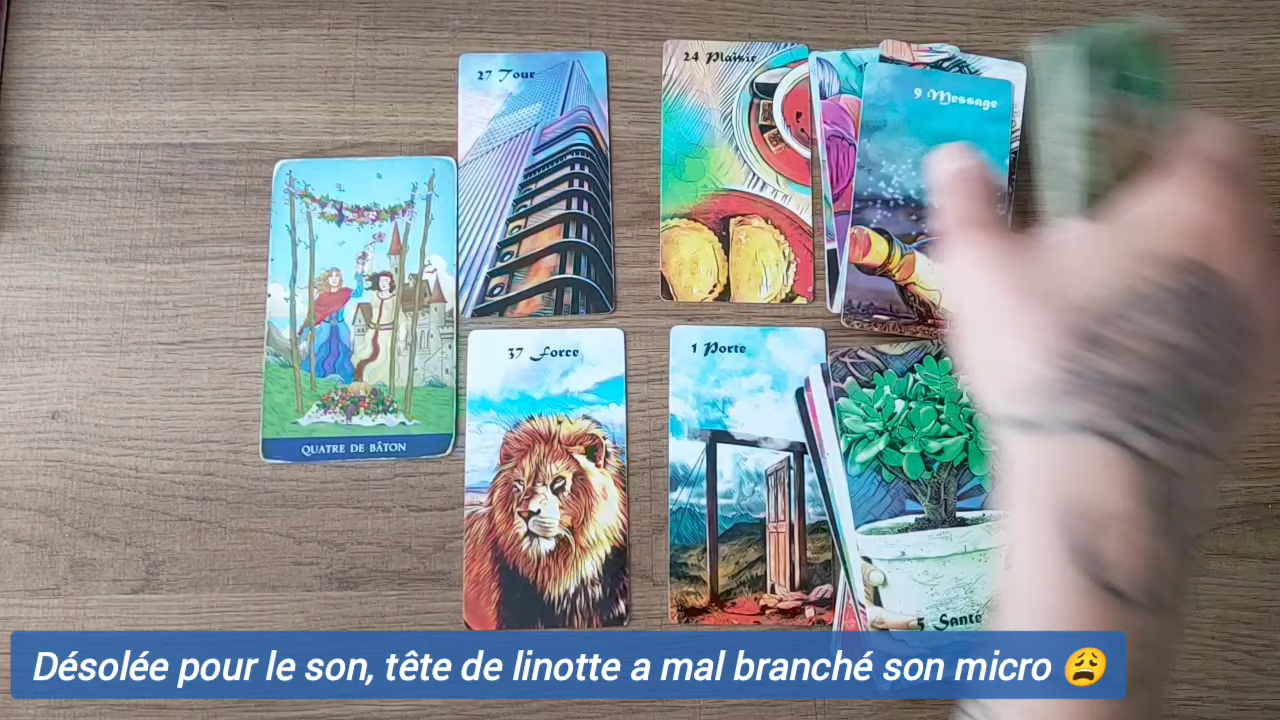 27 Tour
24 Plaisir
9 Message
QUATRE DE BÂTON
37 Force
1 Porte
5 Santé
Désolée pour le son, tête de linotte a mal branché son micro 😩